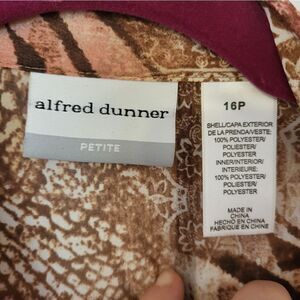 alfred dunner
PETITE
16P
SHELL/CAPA EXTERIOR
DE LA PRENDA/VESTE:
100% POLYESTER/
POLIESTER/
POLYESTER
INNER/INTERIOR/
INTERIEURE:
100% POLYESTER/
POLIESTER/
POLYESTER
MADE IN
CHINA
HECHO EN CHINA
FABRIQUE EN CHINE